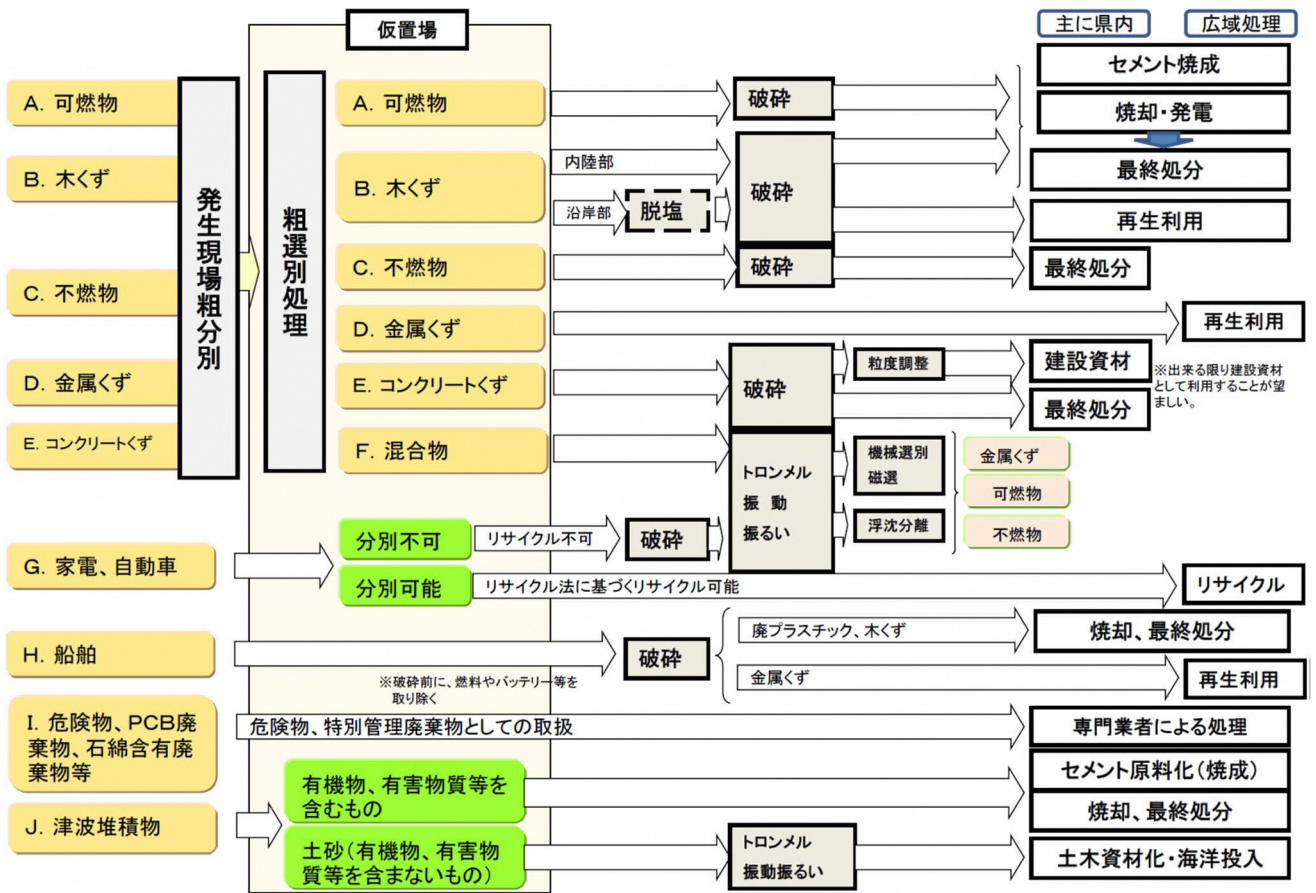 仮置場
主に県内
広域処理
A. 可燃物
B. 木くず
C. 不燃物
D. 金属くず
E. コンクリートくず
発生現場粗分別
粗選別処理
A. 可燃物
B. 木くず
C. 不燃物
D. 金属くず
E. コンクリートくず
F. 混合物
内陸部
沿岸部
脱塩
破砕
破砕
破砕
セメント焼成
焼却・発電
最終処分
再生利用
最終処分
再生利用
破砕
粒度調整
建設資材
最終処分
※出来る限り建設資材
として利用することが望
ましい。
トロンメル
振 動
振るい
機械選別
磁選
浮沈分離
金属くず
可燃物
不燃物
G. 家電、自動車
分別不可
リサイクル不可
破砕
分別可能
リサイクル法に基づくリサイクル可能
リサイクル
H. 船舶
破砕
※破砕前に、燃料やバッテリー等を
取り除く
廃プラスチック、木くず
焼却、最終処分
金属くず
再生利用
I. 危険物、PCB廃
棄物、石綿含有廃
棄物等
危険物、特別管理廃棄物としての取扱
専門業者による処理
J. 津波堆積物
有機物、有害物質等を
含むもの
セメント原料化(焼成)
焼却、最終処分
土砂(有機物、有害物
質等を含まないもの)
トロンメル
振動振るい
土木資材化・海洋投入